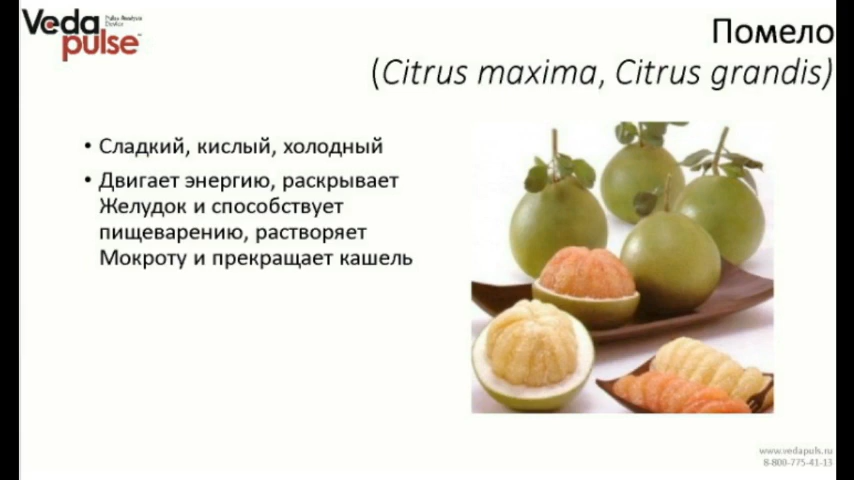 Veda
pulse
Помело
(Citrus maxima, Citrus grandis)
• Сладкий, кислый, холодный
• Двигает энергию, раскрывает
Желудок и способствует
пищеварению, растворяет
Мокроту и прекращает кашель
www.vedapuls.ru
8-800-775-41-13